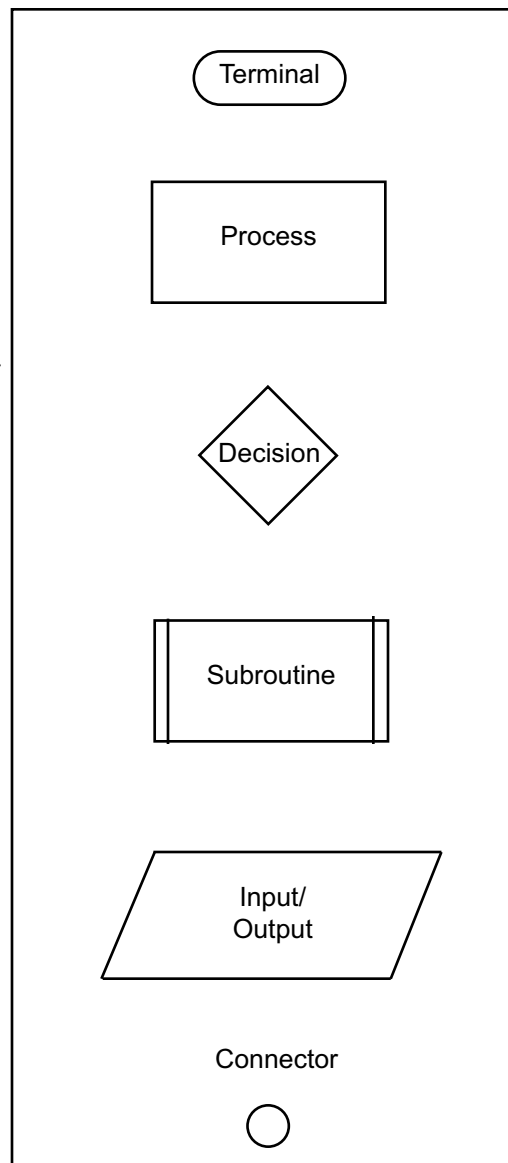 Terminal
Process
Decision
Subroutine
Input/
Output
Connector